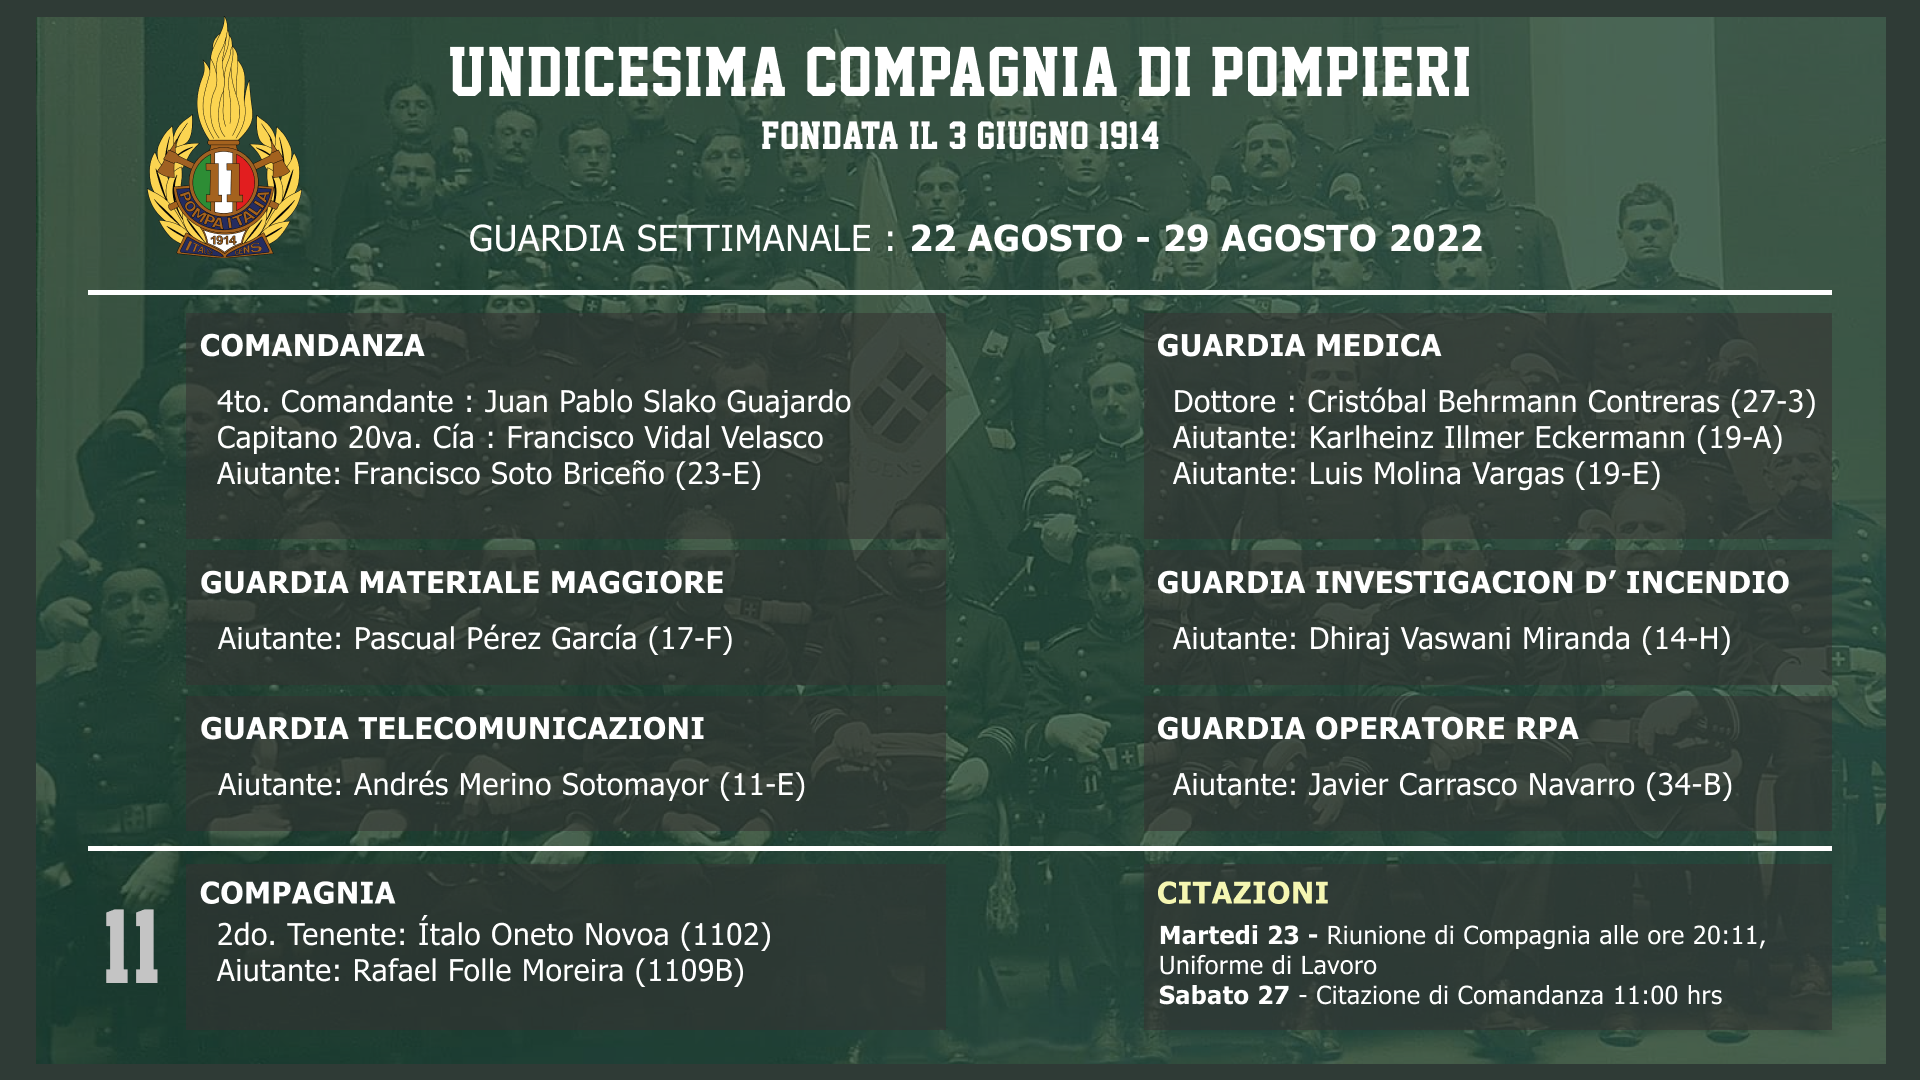 UNDICESIMA COMPAGNIA DI POMPIERI
FONDATA IL 3 GIUGNO 1914
11
POMPA ITALIA
1914
GUARDIA SETTIMANALE : 22 AGOSTO - 29 AGOSTO 2022
COMANDANZA
4to. Comandante : Juan Pablo Slako Guajardo
Capitano 20va. Cía : Francisco Vidal Velasco
Aiutante: Francisco Soto Briceño (23-E)
GUARDIA MEDICA
Dottore : Cristóbal Behrmann Contreras (27-3)
Aiutante: Karlheinz Illmer Eckermann (19-A)
Aiutante: Luis Molina Vargas (19-E)
GUARDIA MATERIALE MAGGIORE
Aiutante: Pascual Pérez García (17-F)
GUARDIA INVESTIGACION D’ INCENDIO
Aiutante: Dhiraj Vaswani Miranda (14-H)
GUARDIA TELECOMUNICAZIONI
Aiutante: Andrés Merino Sotomayor (11-E)
GUARDIA OPERATORE RPA
Aiutante: Javier Carrasco Navarro (34-B)
11
COMPAGNIA
2do. Tenente: Ítalo Oneto Novoa (1102)
Aiutante: Rafael Folle Moreira (1109B)
CITAZIONI
Martedi 23 - Riunione di Compagnia alle ore 20:11,
Uniforme di Lavoro
Sabato 27 - Citazione di Comandanza 11:00 hrs